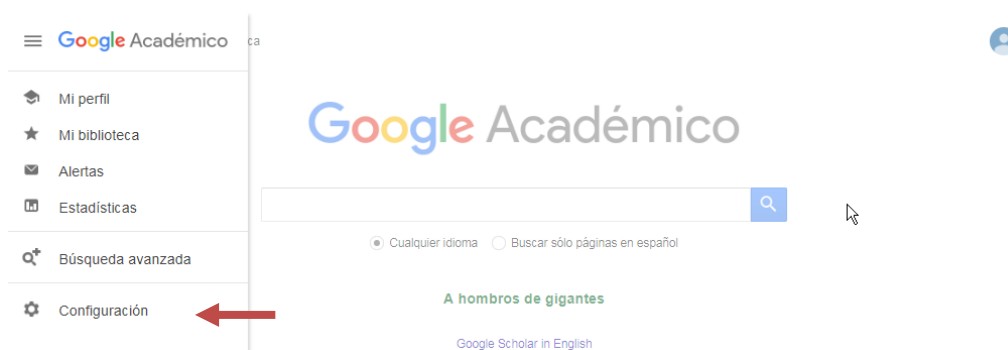 Google Académico
ca
Mi perfil
Mi biblioteca
Alertas
Estadísticas
Búsqueda avanzada
Configuración
Google Académico
Cualquier idioma Buscar sólo páginas en español
A hombros de gigantes
Google Scholar in English